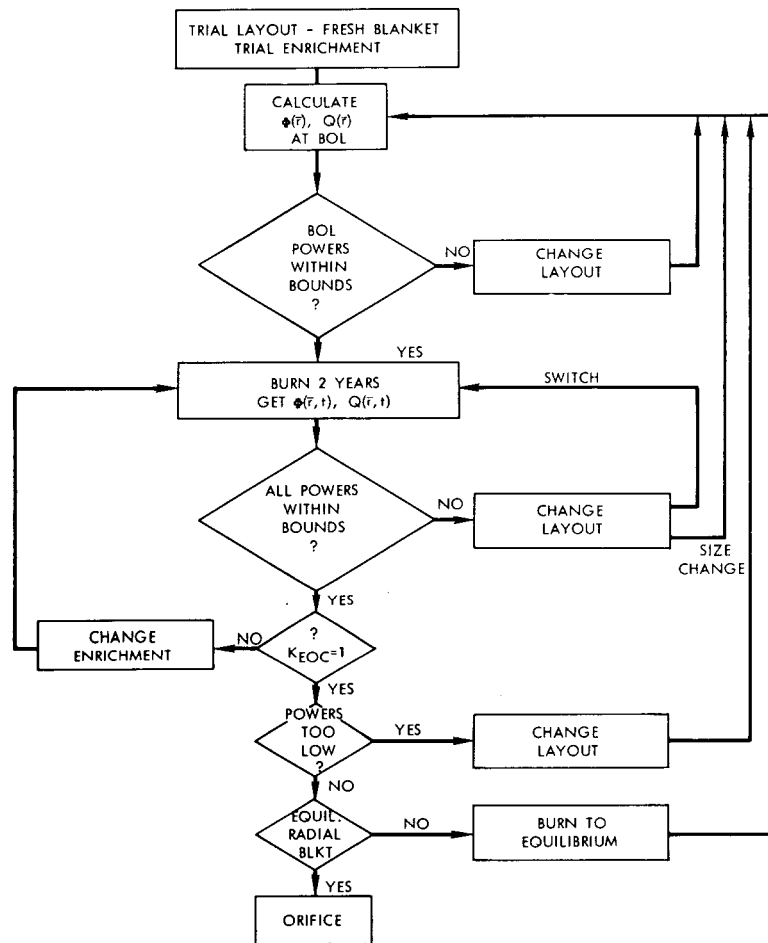 TRIAL LAYOUT - FRESH BLANKET
TRIAL ENRICHMENT
CALCULATE
Φ(r̄), Q(r̄)
AT BOL
BOL
POWERS
WITHIN
BOUNDS
?
NO
CHANGE
LAYOUT
YES
BURN 2 YEARS
GET Φ(r̄,t), Q(r̄,t)
SWITCH
ALL POWERS
WITHIN
BOUNDS
?
NO
CHANGE
LAYOUT
SIZE
CHANGE
YES
?
KEOC=1
NO
CHANGE
ENRICHMENT
YES
POWERS
TOO
LOW
?
YES
CHANGE
LAYOUT
NO
EQUIL.
RADIAL
BLKT
NO
BURN TO
EQUILIBRIUM
YES
ORIFICE